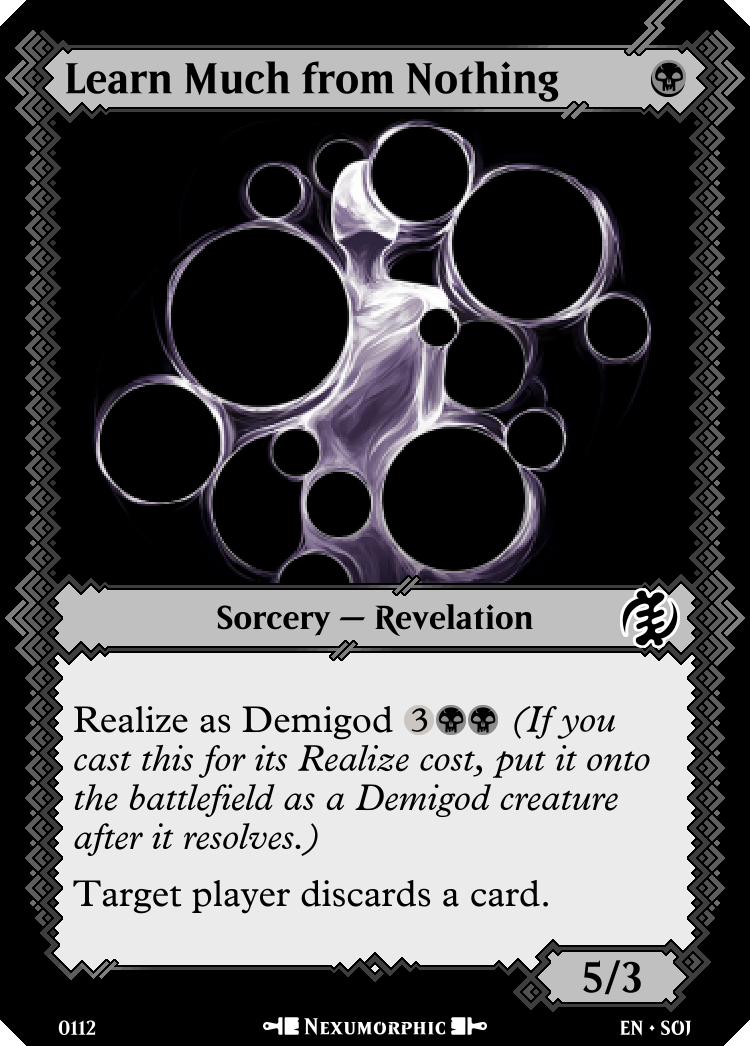 Learn Much from Nothing
Sorcery — Revelation
Realize as Demigod 3 (If you
cast this for its Realize cost, put it onto
the battlefield as a Demigod creature
after it resolves.)
Target player discards a card.
5/3
0112
Nexumorphic
EN • SOI